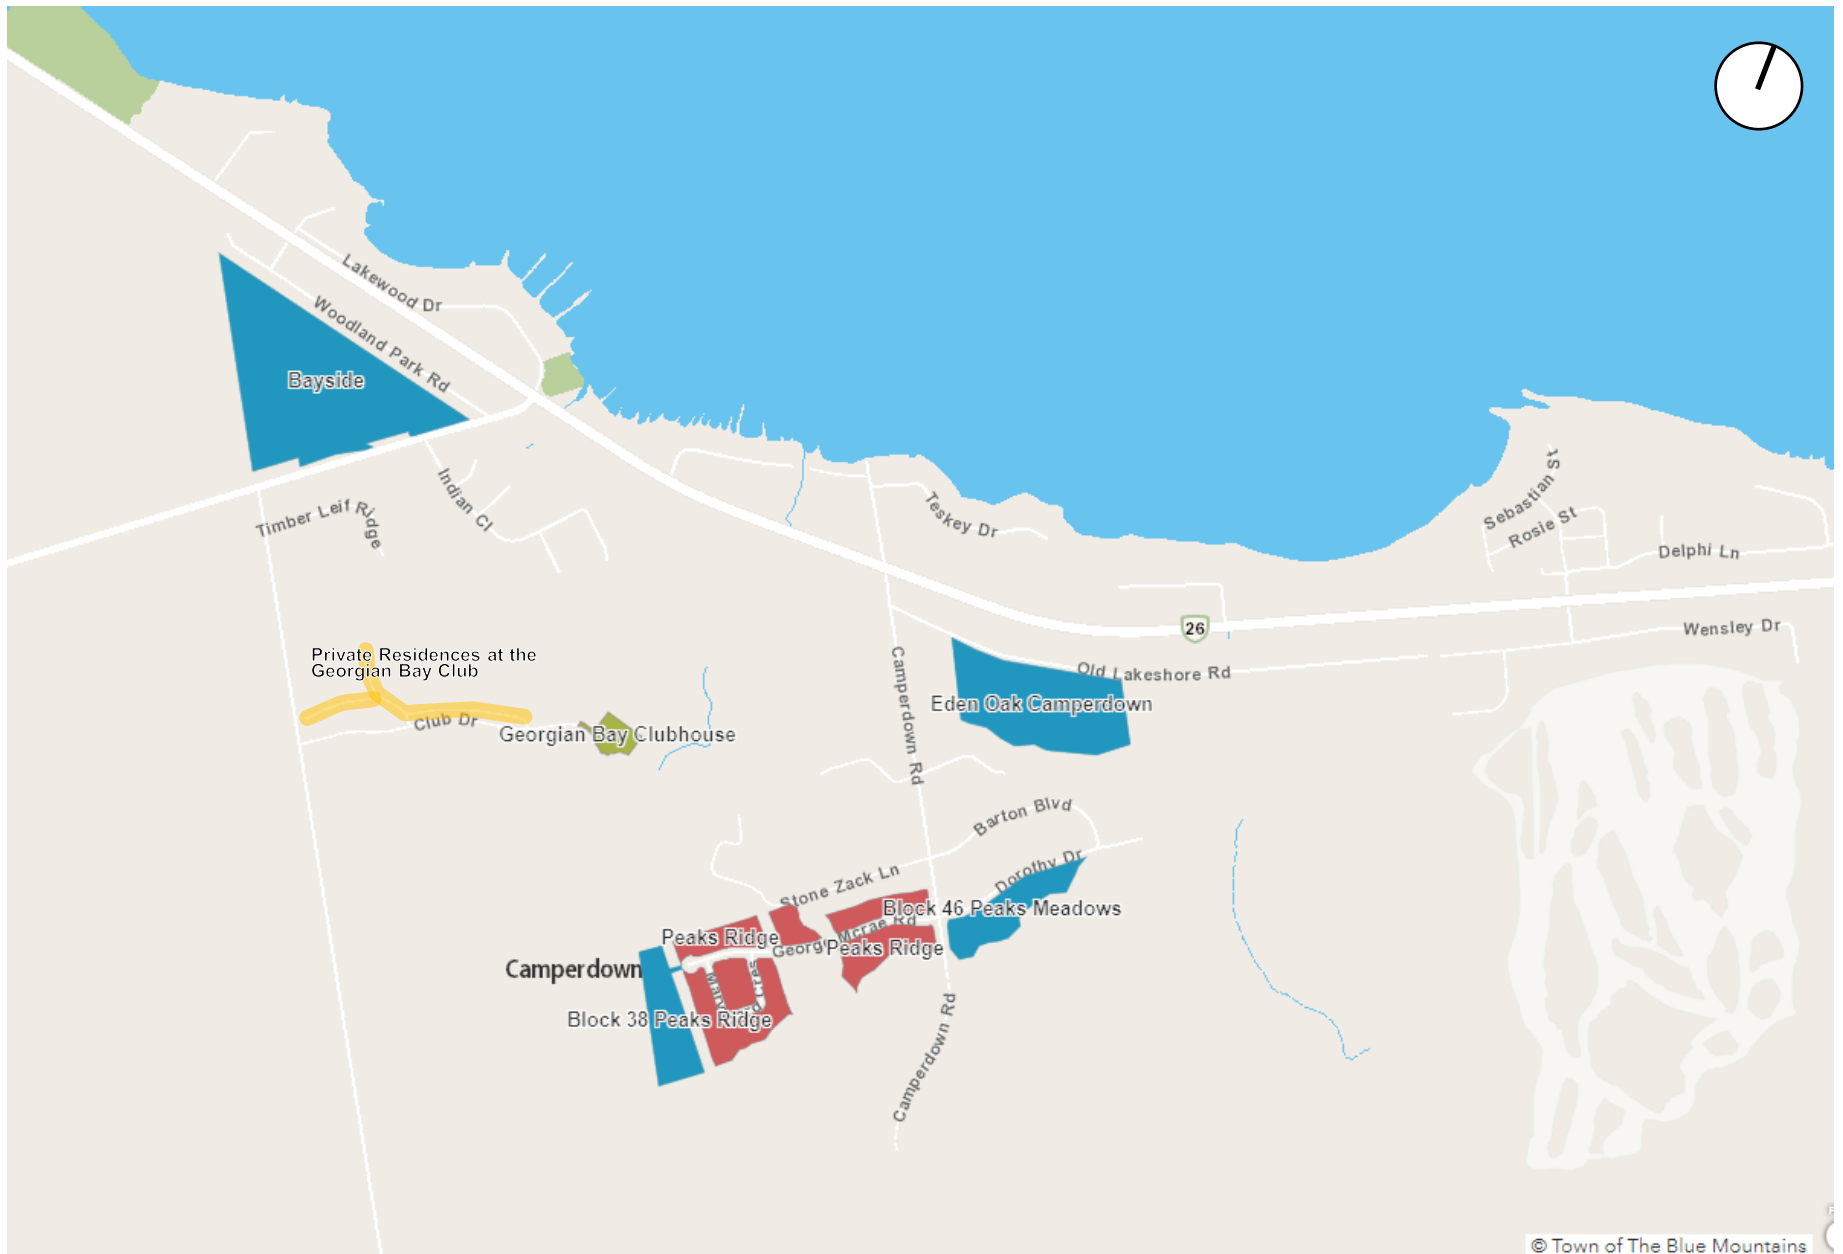 Lakewood Dr
Woodland Park Rd
Bayside
Indian Cl
Timber Leif Ridge
Teskey Dr
Sebastian St
Rosie St
Delphi Ln
26
Wensley Dr
Private Residences at the
Georgian Bay Club
Camperdown Rd
Old Lakeshore Rd
Eden Oak Camperdown
Club Dr
Georgian Bay Clubhouse
Barton Blvd
Dorothy Dr
Stone Zack Ln
Block 46 Peaks Meadows
Peaks Ridge
Mcrae Rd
Peaks Ridge
Camperdown
Block 38 Peaks Ridge
Camperdown Rd
© Town of The Blue Mountains